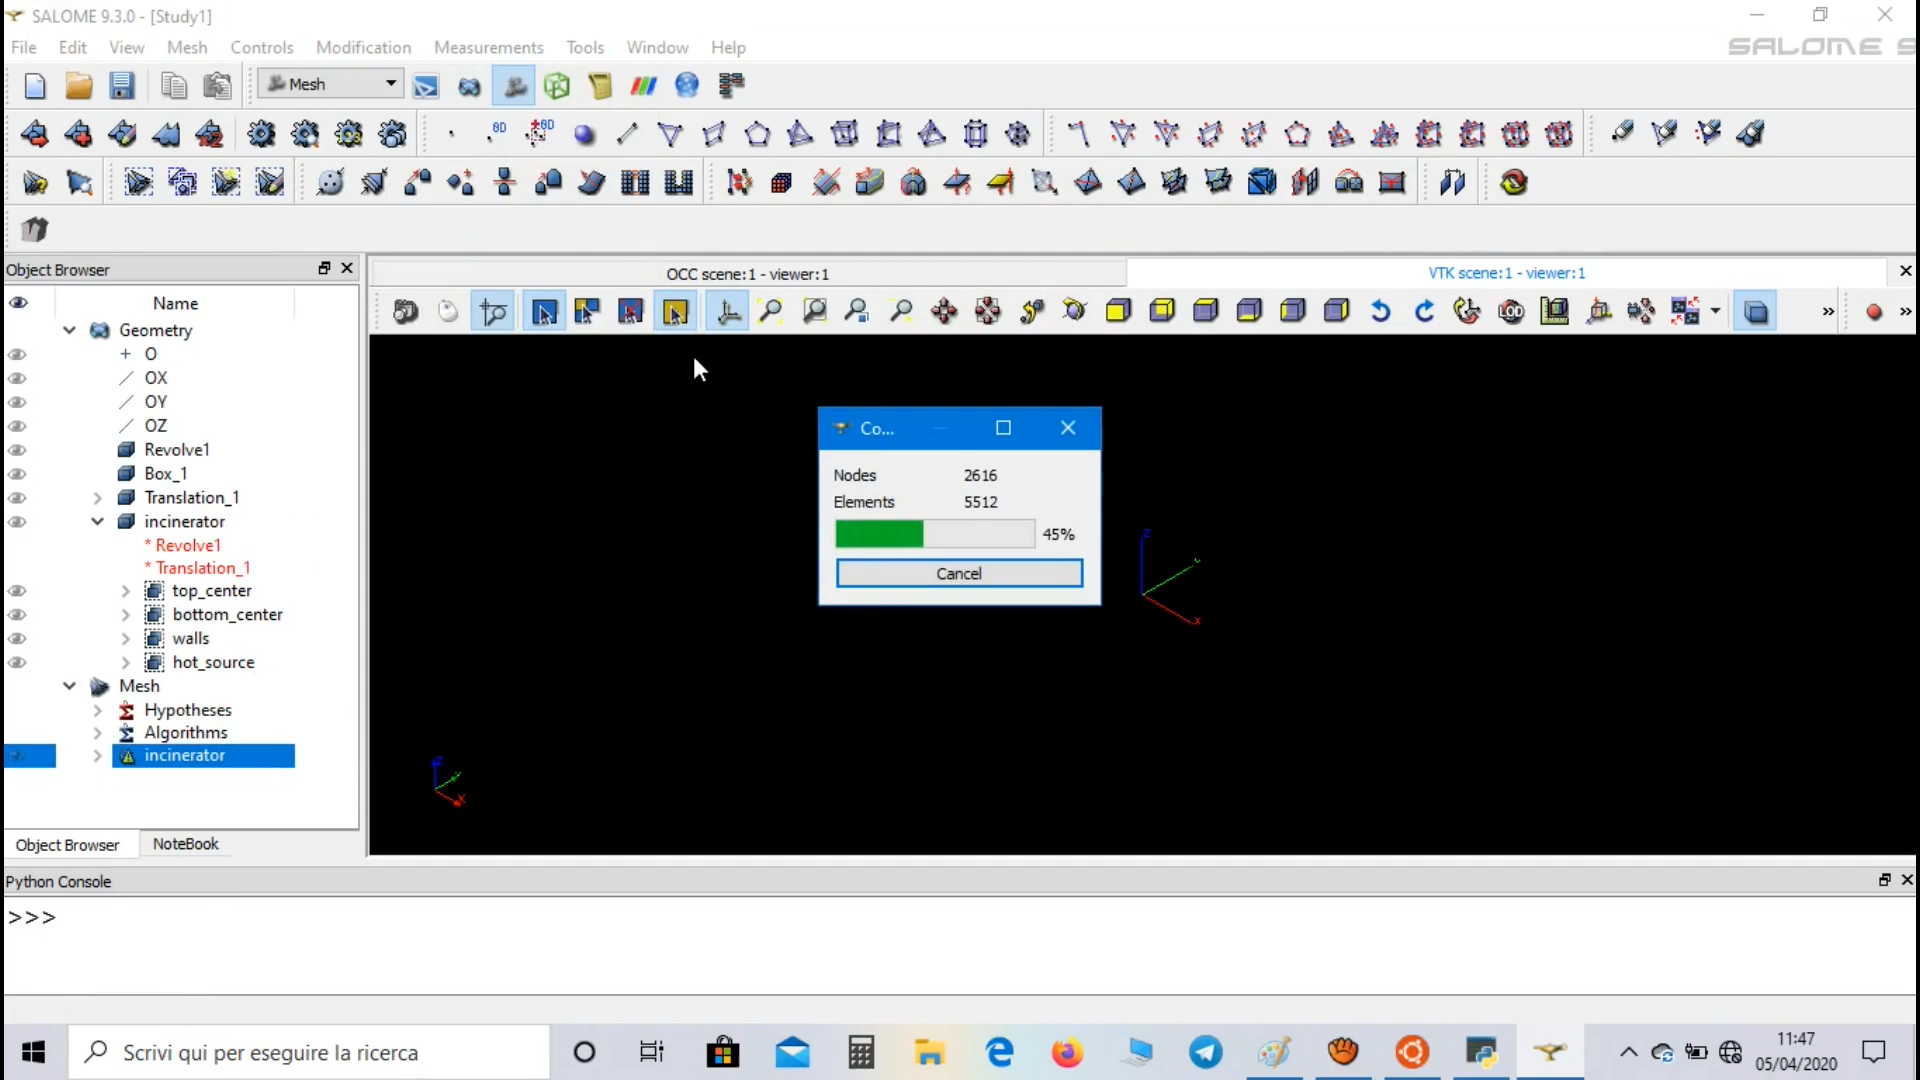 SALOME 9.3.0 - [Study1]
File Edit View Mesh Controls Modification Measurements Tools Window Help
SALOME S
Mesh
0D
0D
Object Browser
OCC scene:1 - viewer:1
VTK scene:1 - viewer:1
Name
Geometry
O
OX
OY
OZ
Revolve1
Box_1
Translation_1
incinerator
* Revolve1
* Translation_1
top_center
bottom_center
walls
hot_source
Mesh
Hypotheses
Algorithms
incinerator
LOD
Co...
Nodes 2616
Elements 5512
45%
Cancel
Z
Y
X
Z
Y
X
Object Browser
NoteBook
Python Console
>>>
Scrivi qui per eseguire la ricerca
11:47
05/04/2020